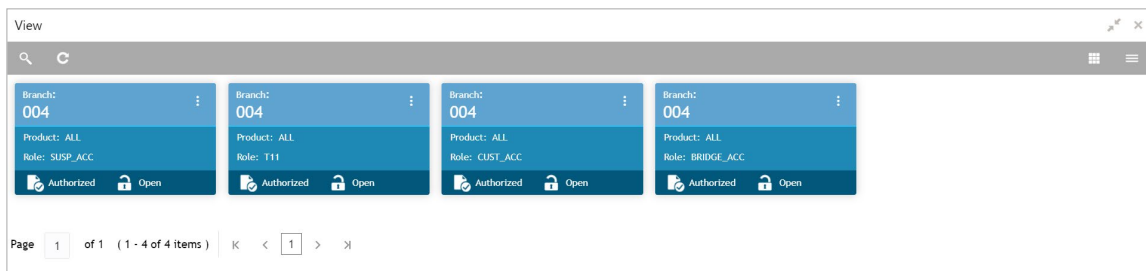 View
Branch:
004
Product: ALL
Role: SUSP_ACC
Authorized Open
Branch:
004
Product: ALL
Role: T11
Authorized Open
Branch:
004
Product: ALL
Role: CUST_ACC
Authorized Open
Branch:
004
Product: ALL
Role: BRIDGE_ACC
Authorized Open
Page 1 of 1 ( 1 - 4 of 4 items ) 1